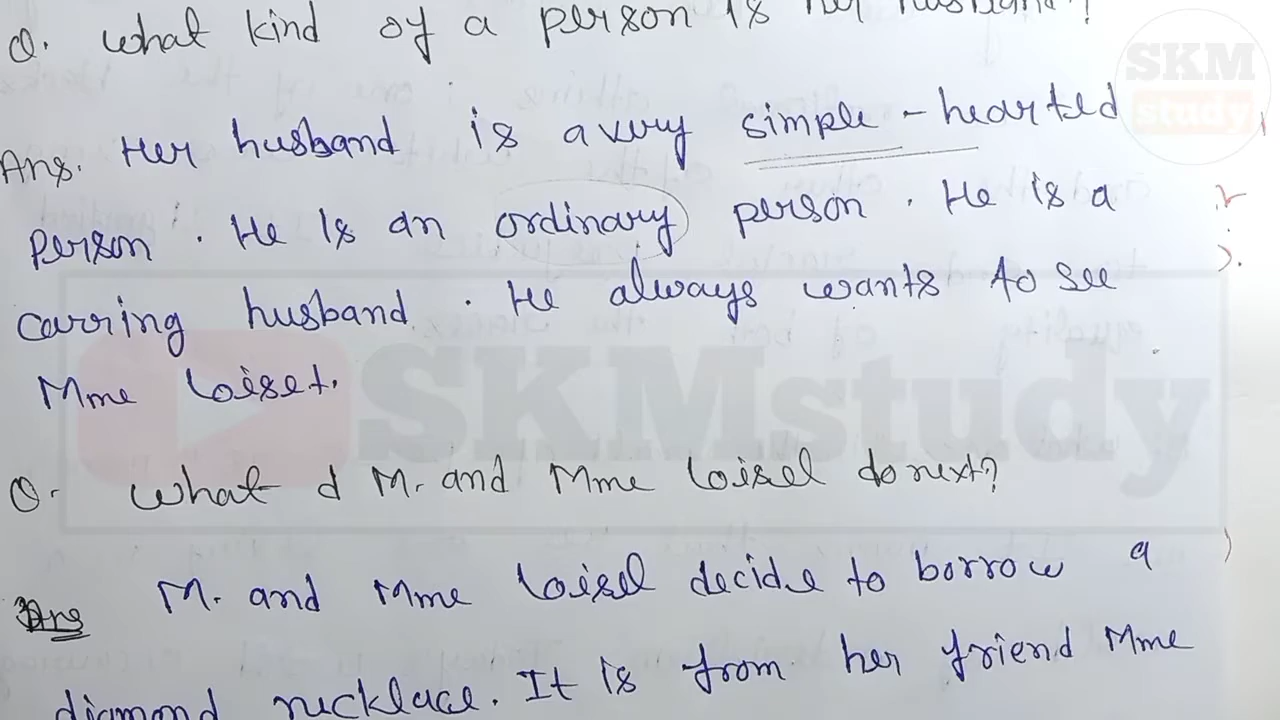 Q. What kind of a person is her husband?
SKM
study
Ans. Her husband is a very simple-hearted
person. He is an ordinary person. He is a
carring husband. He always wants to see
Mme Loiset.
SKMstudy
Q. What d M. and Mme Loisel do next?
Ans M. and Mme Loisel decide to borrow a
diamond necklace. It is from her friend Mme